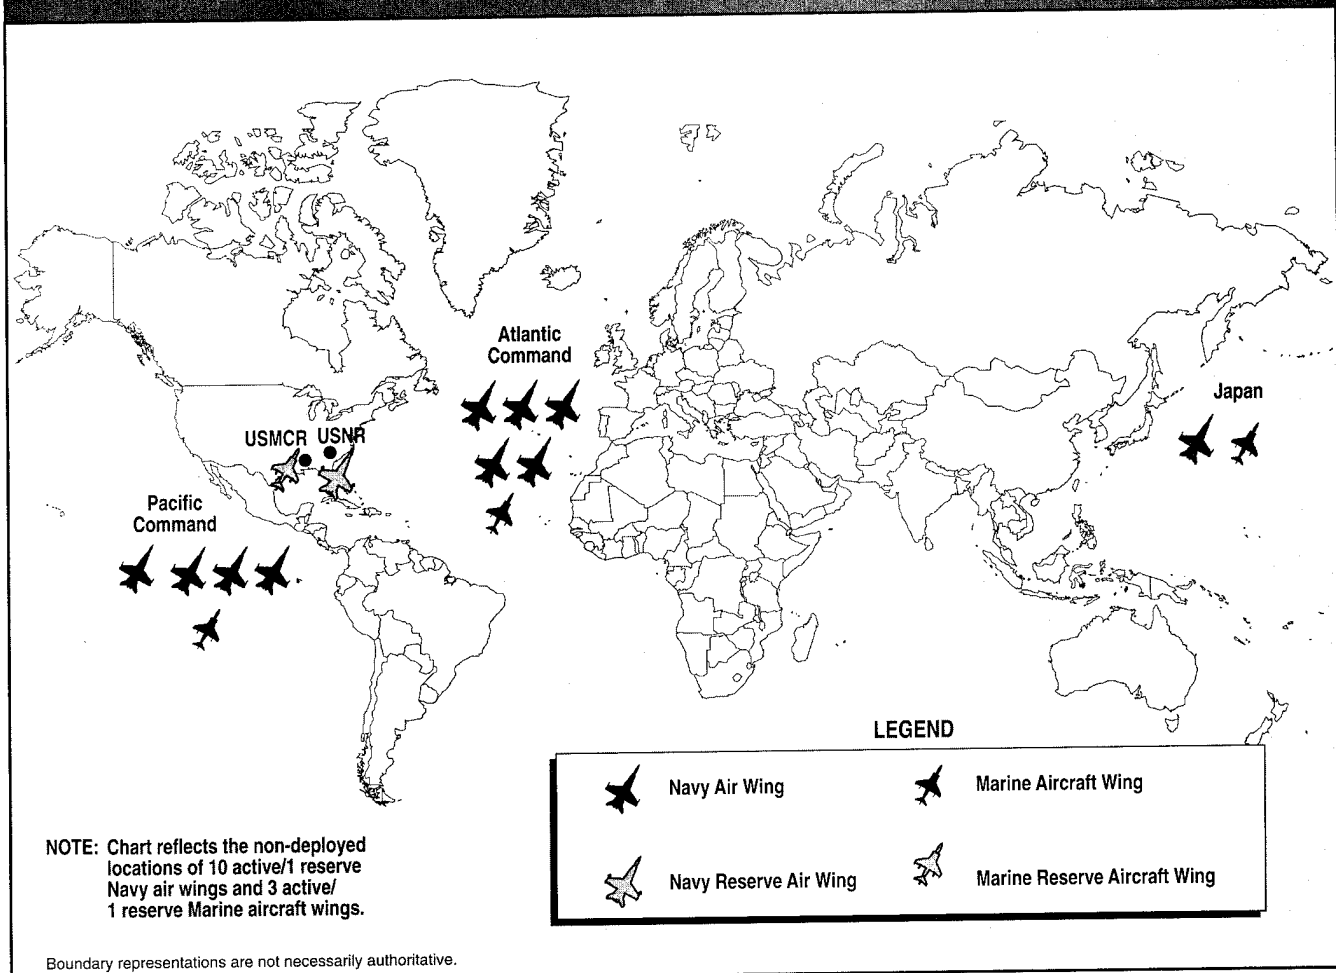 Atlantic
Command
Japan
USMCR USNR
Pacific
Command
LEGEND
Navy Air Wing
Marine Aircraft Wing
Navy Reserve Air Wing
Marine Reserve Aircraft Wing
NOTE: Chart reflects the non-deployed
locations of 10 active/1 reserve
Navy air wings and 3 active/
1 reserve Marine aircraft wings.
Boundary representations are not necessarily authoritative.